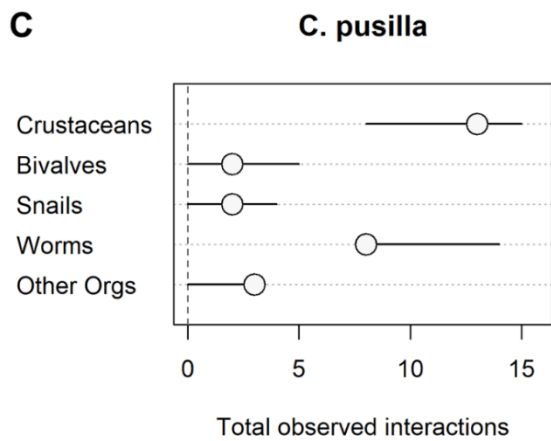 C
C. pusilla
Crustaceans
Bivalves
Snails
Worms
Other Orgs
0 5 10 15
Total observed interactions